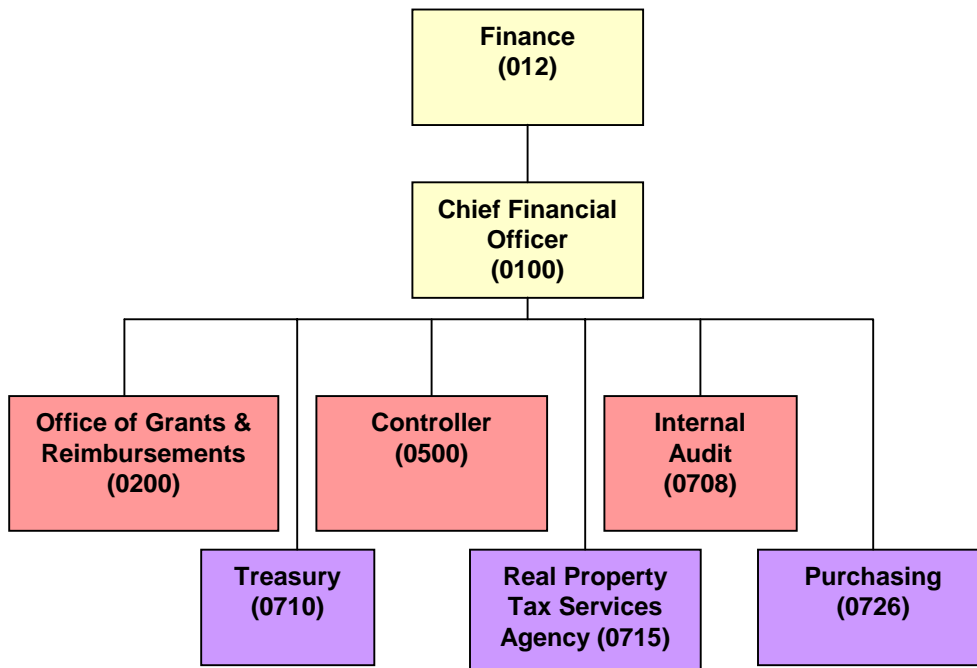 Finance
(012)
Chief Financial
Officer
(0100)
Office of Grants &
Reimbursements
(0200)
Controller
(0500)
Internal
Audit
(0708)
Treasury
(0710)
Real Property
Tax Services
Agency (0715)
Purchasing
(0726)